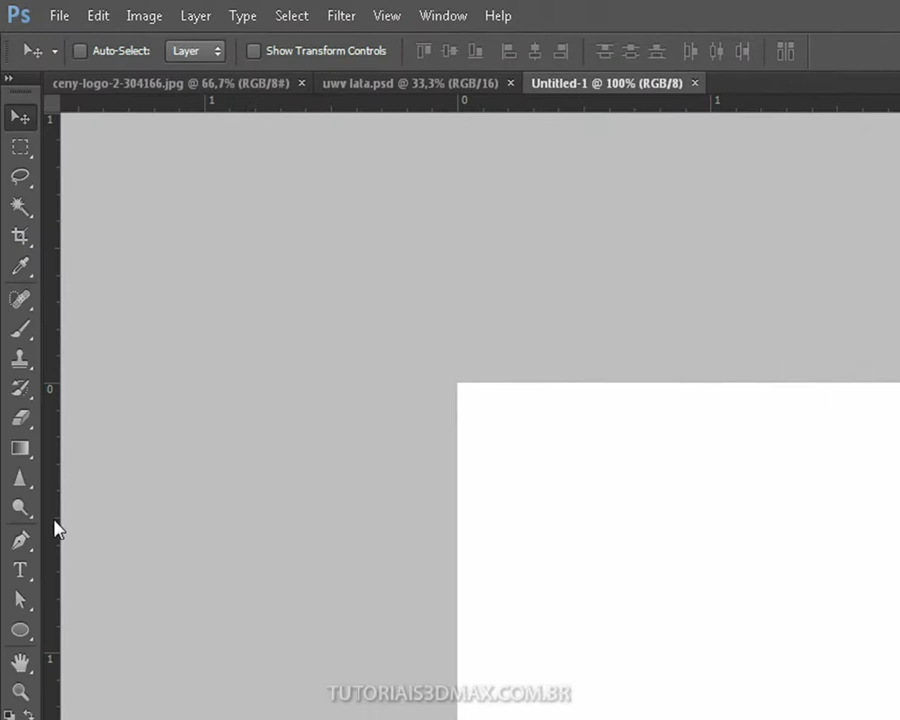 Ps File Edit Image Layer Type Select Filter View Window Help
Auto-Select: Layer Show Transform Controls
ceny-logo-2-304166.jpg @ 66,7% (RGB/8#) × uwv lata.psd @ 33,3% (RGB/16) × Untitled-1 @ 100% (RGB/8) ×
1 0 1
1
0
T
1
TUTORIAIS3DMAX.COM.BR